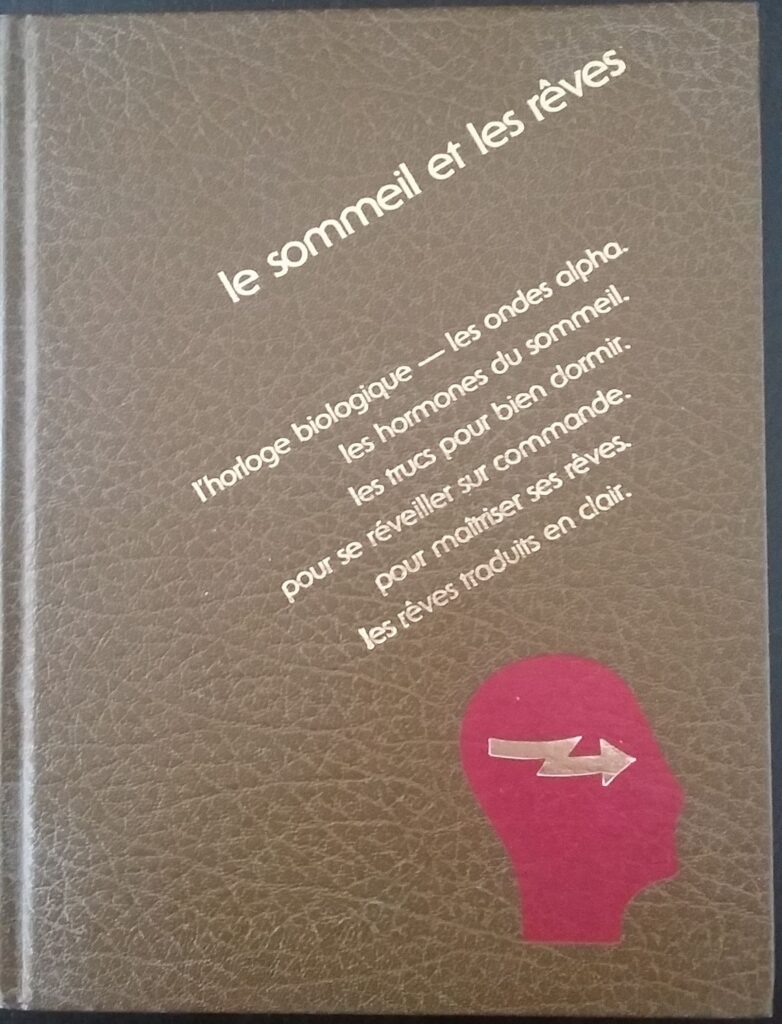 le sommeil et les rêves
l'horloge biologique — les ondes alpha.
les hormones du sommeil.
les trucs pour bien dormir.
pour se réveiller sur commande.
pour maîtriser ses rêves.
les rêves traduits en clair.